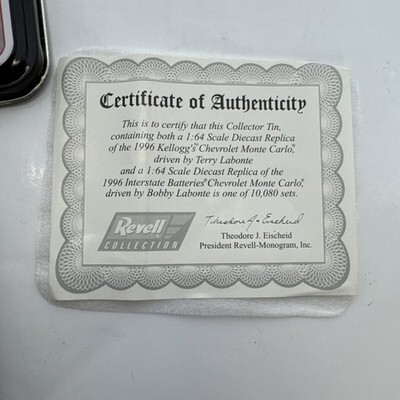 Certificate of Authenticity
This is to certify that this Collector Tin,
containing both a 1:64 Scale Diecast Replica
of the 1996 Kellogg's® Chevrolet Monte Carlo,
driven by Terry Labonte
and a 1:64 Scale Diecast Replica of the
1996 Interstate Batteries® Chevrolet Monte Carlo,
driven by Bobby Labonte is one of 10,080 sets.
Revell
COLLECTION
Theodore J. Eischeid
Theodore J. Eischeid
President Revell-Monogram, Inc.